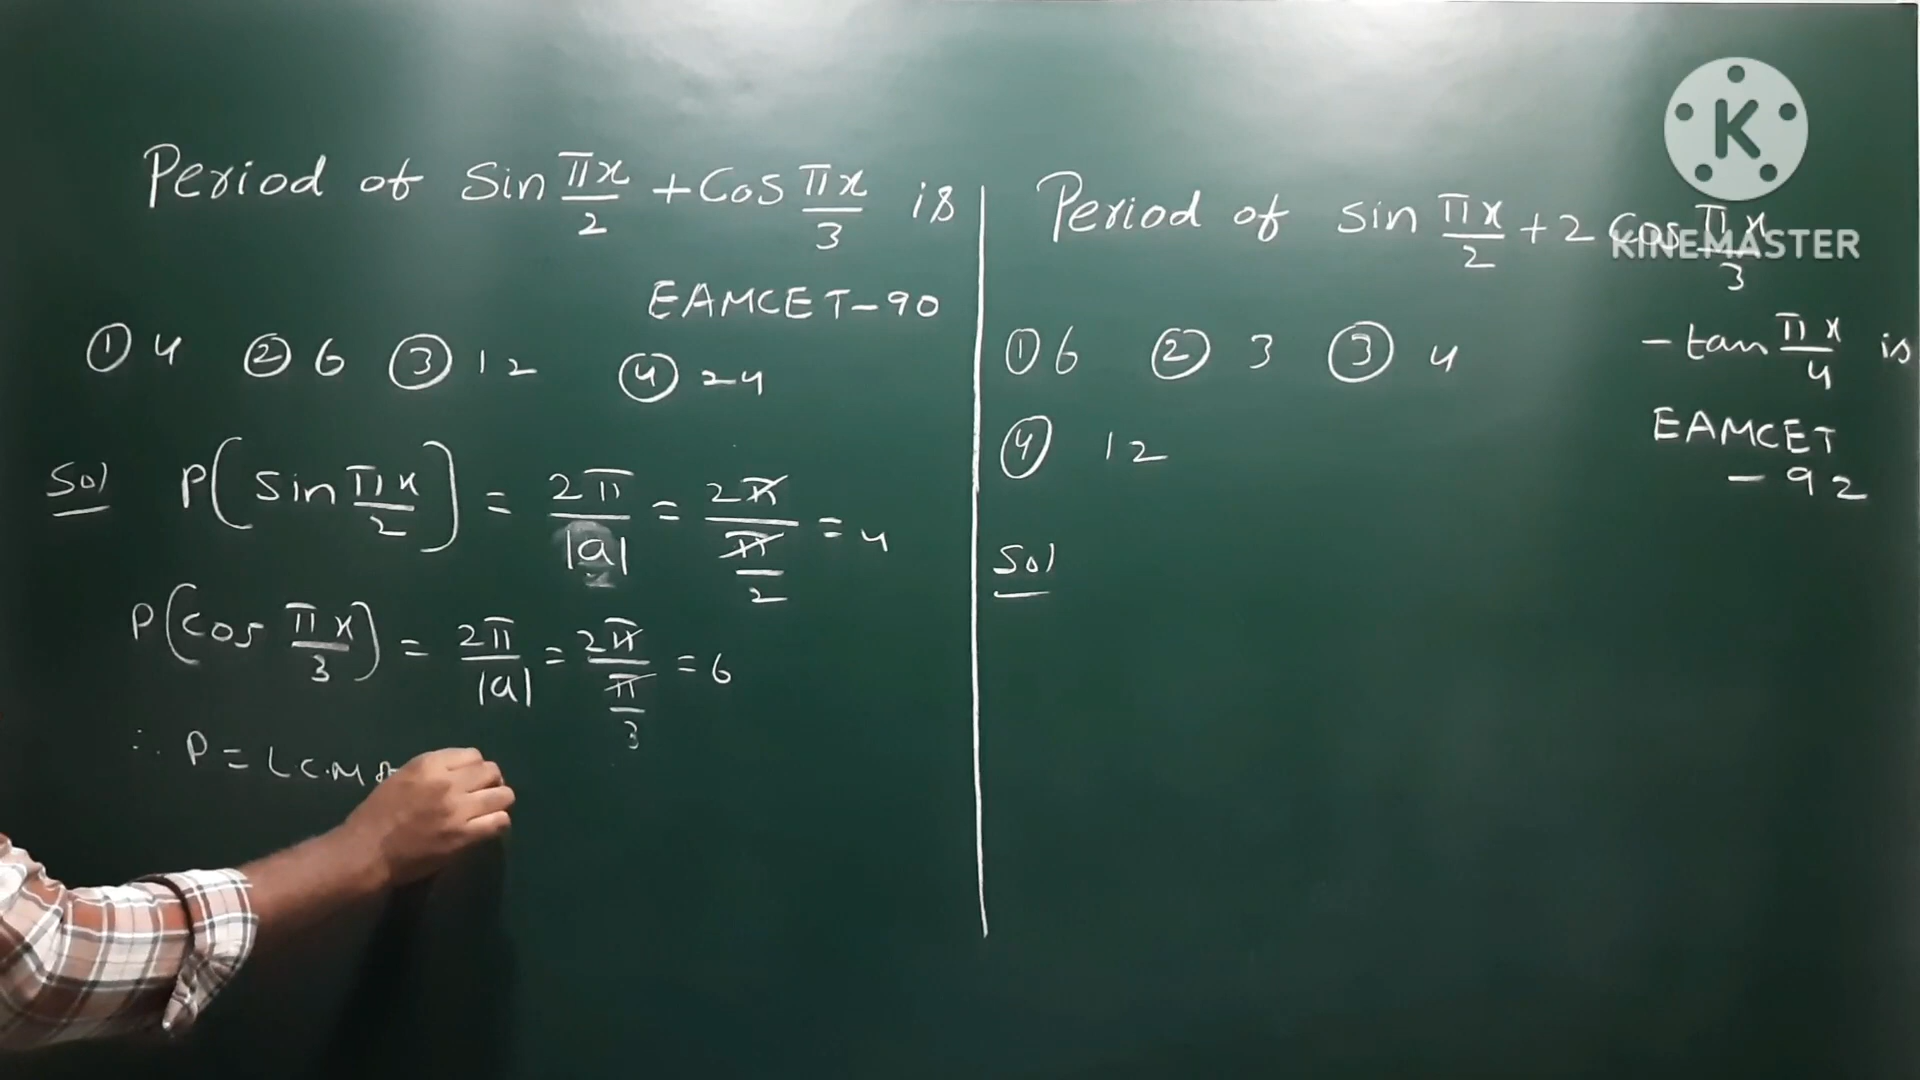 Period of Sin πx/2 + Cos πx/3 is
EAMCET-90
① 4 ② 6 ③ 12 ④ 24
Sol P(sin πx/2) = 2π/|a| = 2π/(π/2) = 4
P(cos πx/3) = 2π/|a| = 2π/(π/3) = 6
∴ P = LC.M
Period of sin πx/2 + 2 Cos πx/3
- tan πx/4 is
① 6 ② 3 ③ 4
④ 12
EAMCET
- 92
Sol
K
KINEMASTER